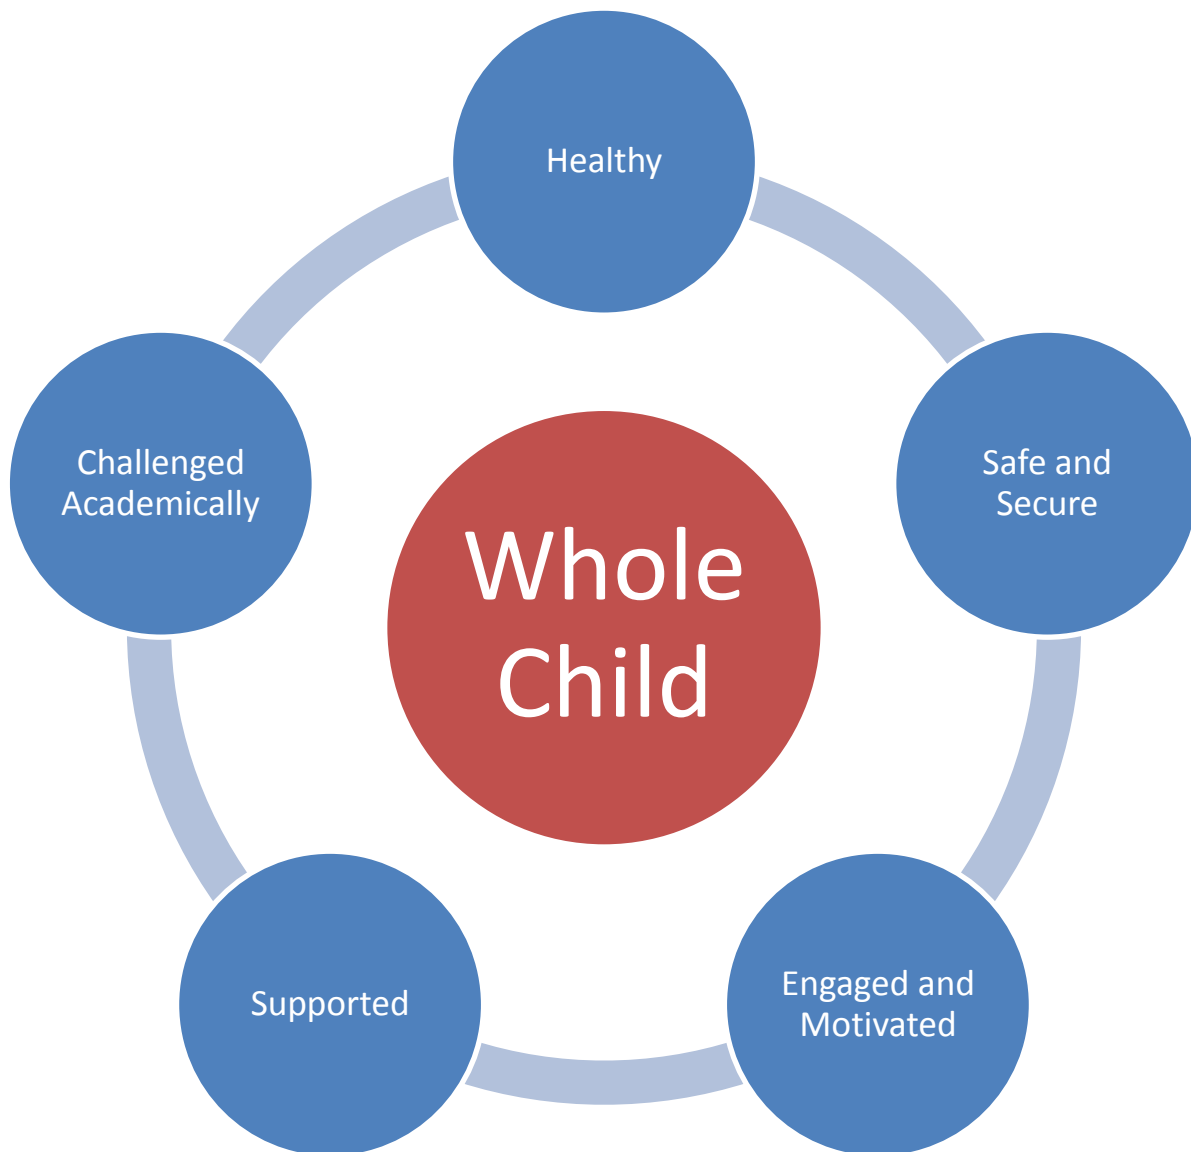 Healthy
Challenged
Academically
Safe and
Secure
Whole
Child
Supported
Engaged and
Motivated